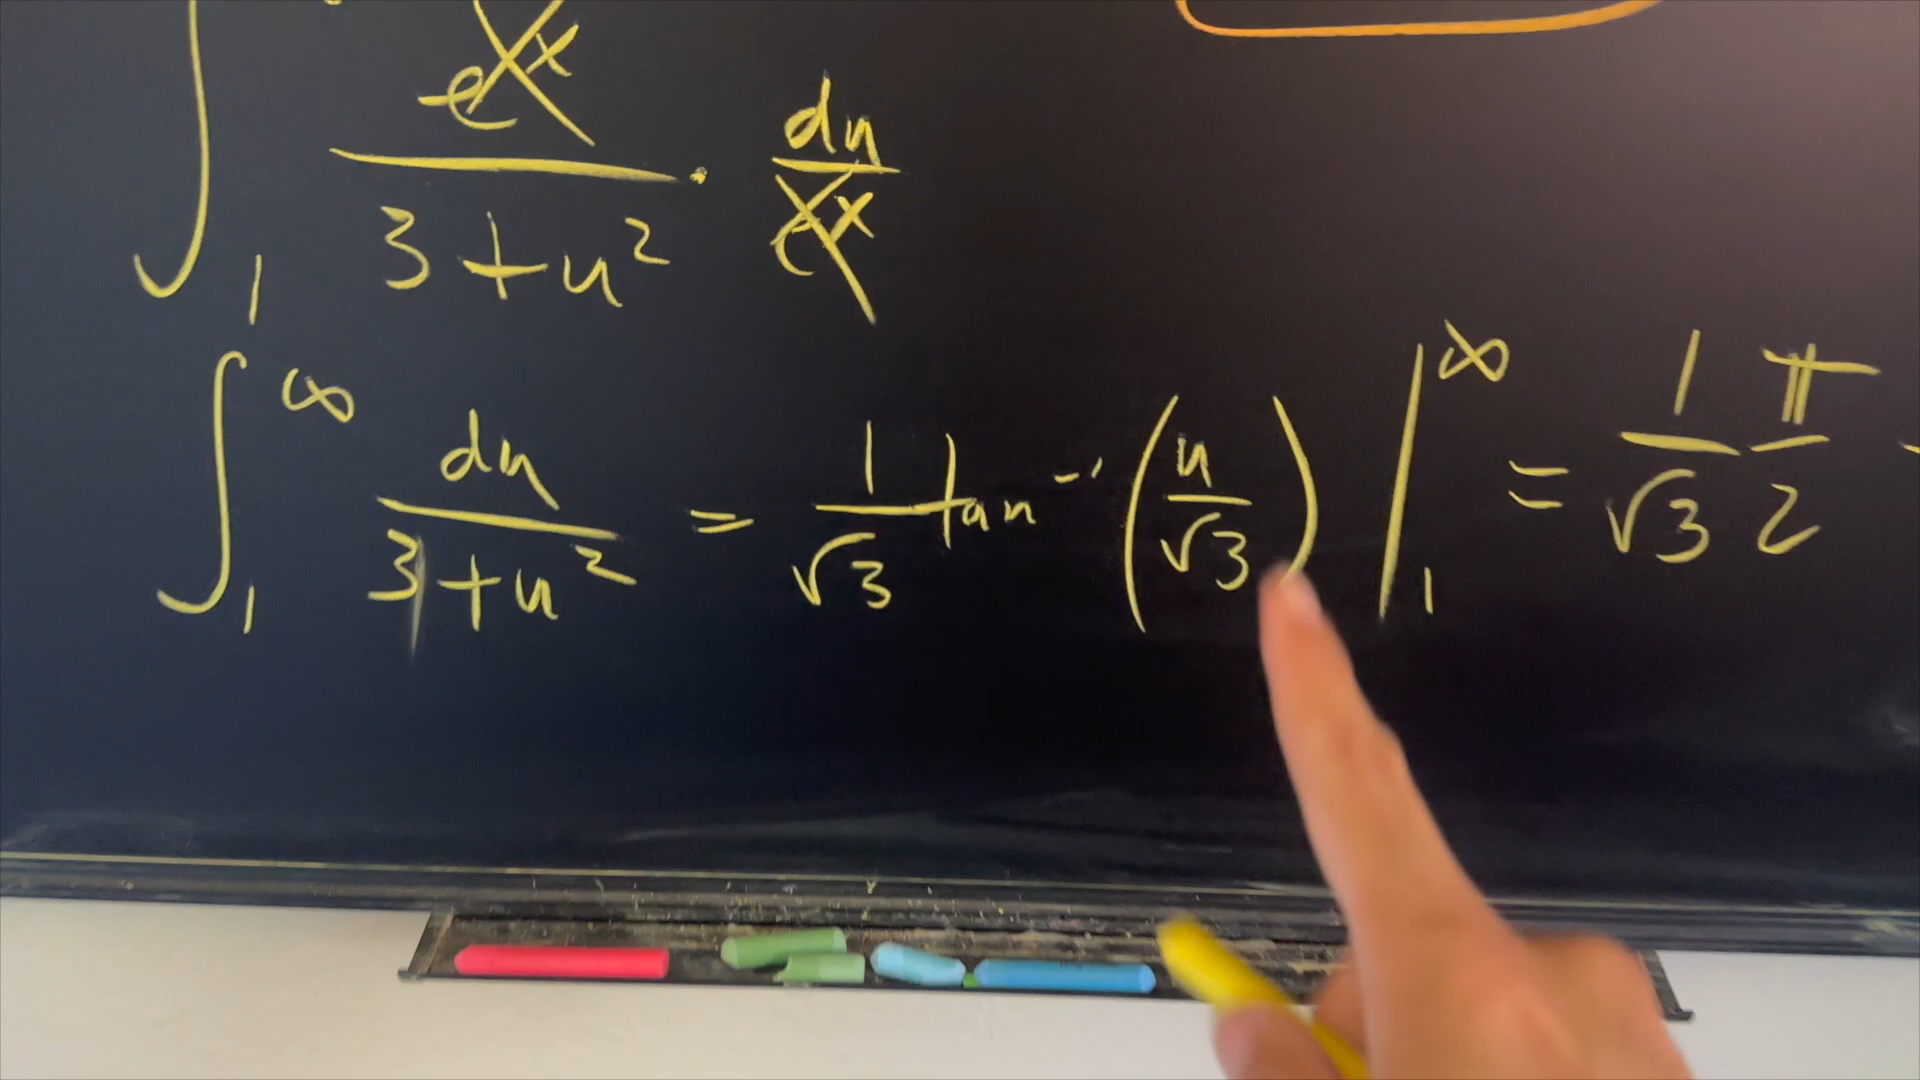 ∫₁ e^x / (3+u²) · du / e^x
∫₁^∞ du / (3+u²) = 1/√3 tan⁻¹ (u/√3) |₁^∞ = 1/√3 π/2 -